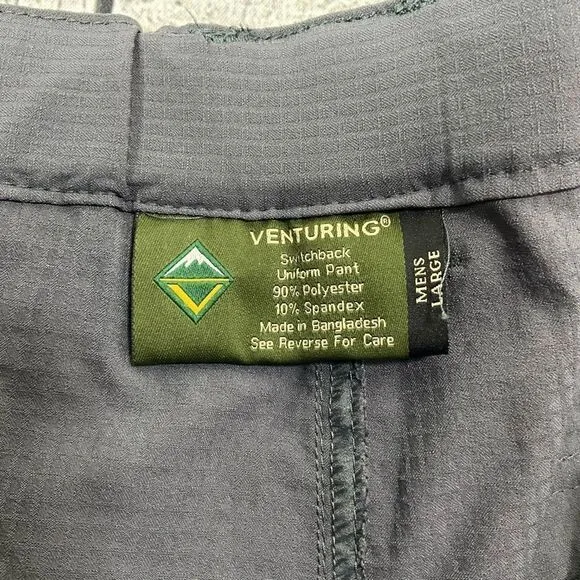 VENTURING®
Switchback
Uniform Pant
90% Polyester
10% Spandex
Made in Bangladesh
See Reverse For Care
MENS
LARGE